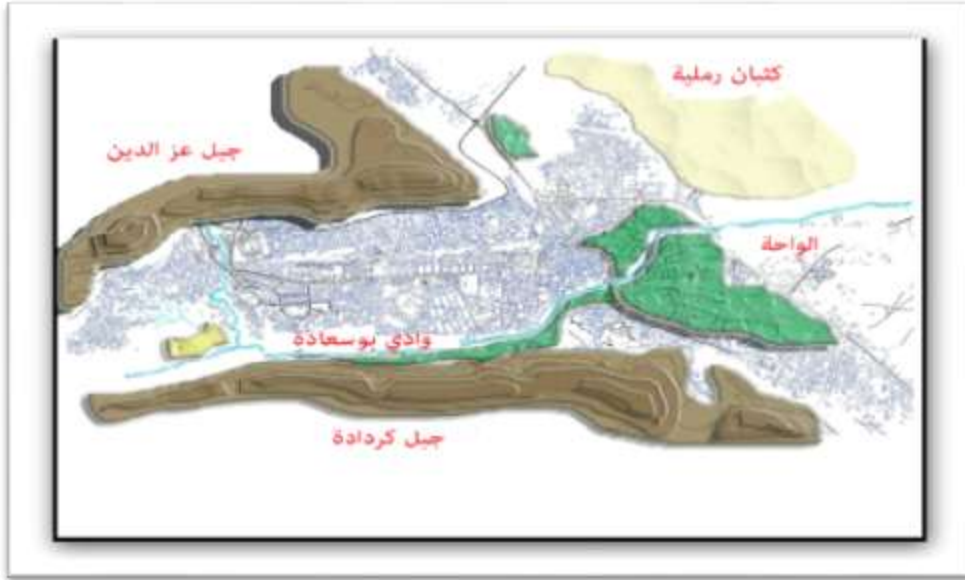 كثبان رملية
جبل عز الدين
الواحة
وادي بوسعادة
جبل كردادة